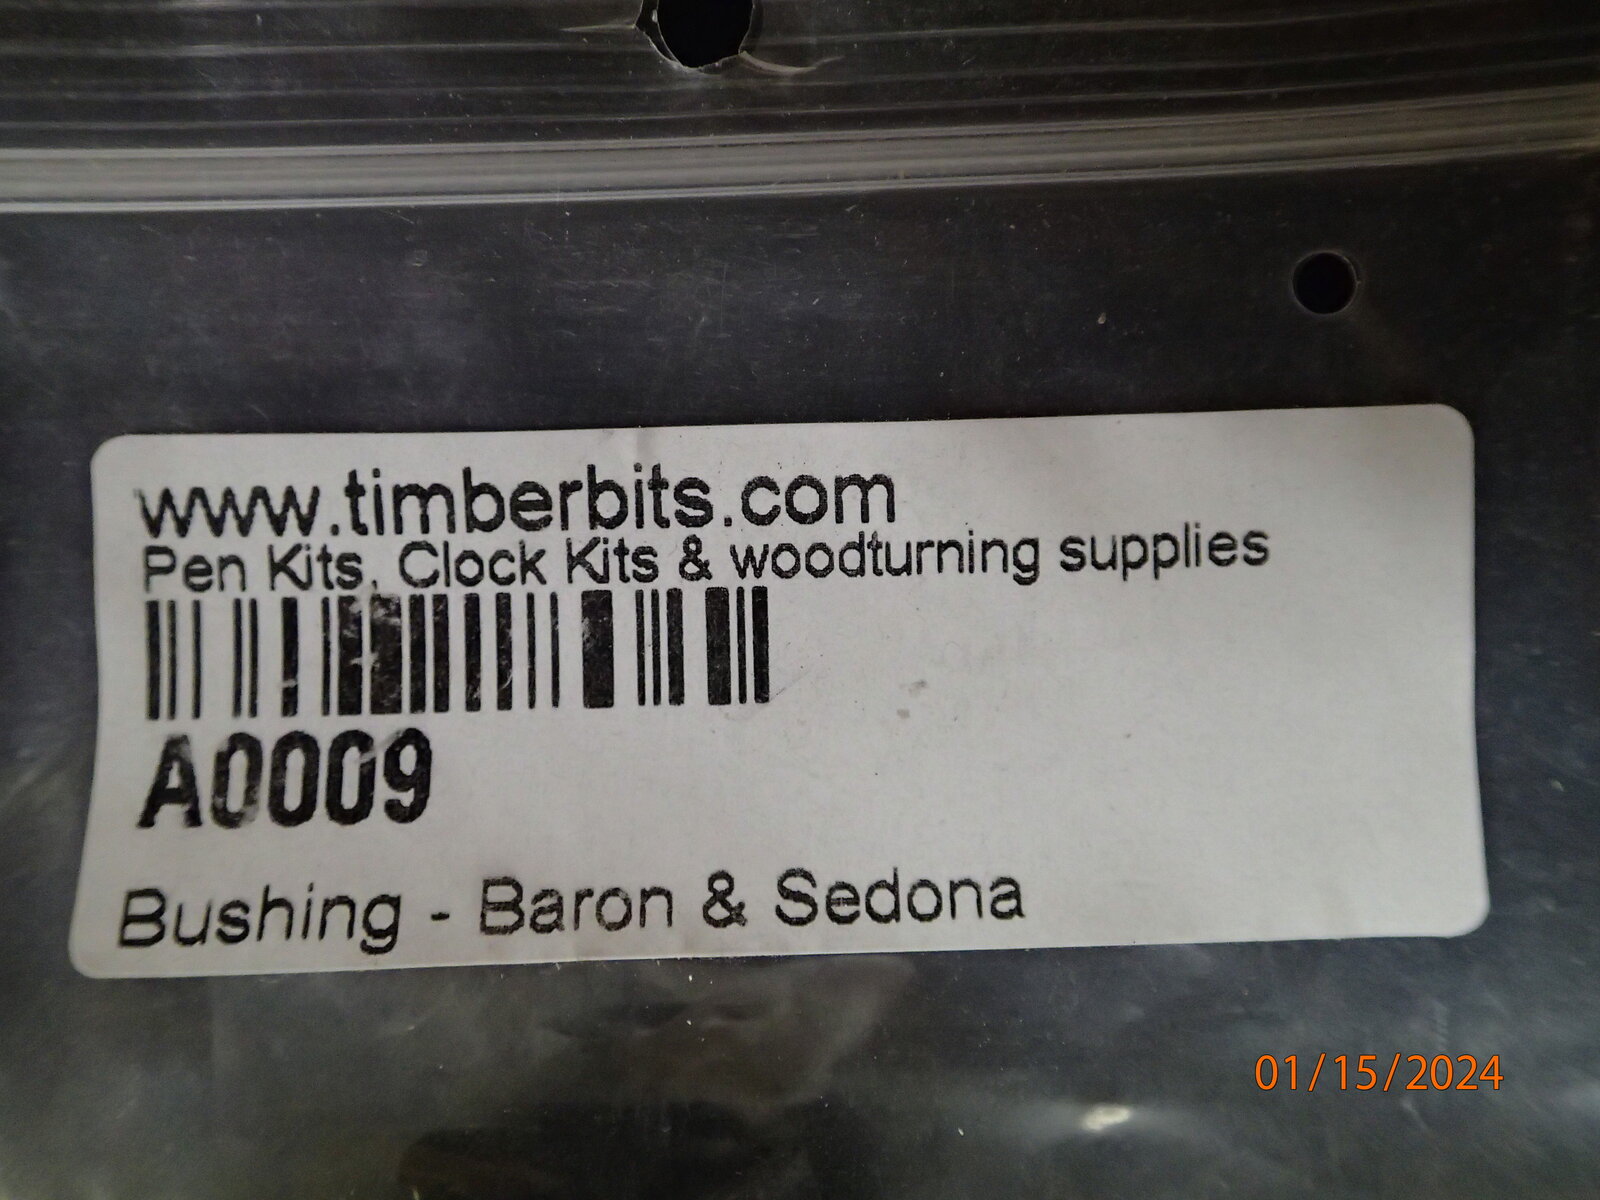 www.timberbits.com
Pen Kits, Clock Kits & woodturning supplies
A0009
Bushing - Baron & Sedona
01/15/2024